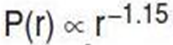 P(r) ∝ r⁻¹·¹⁵